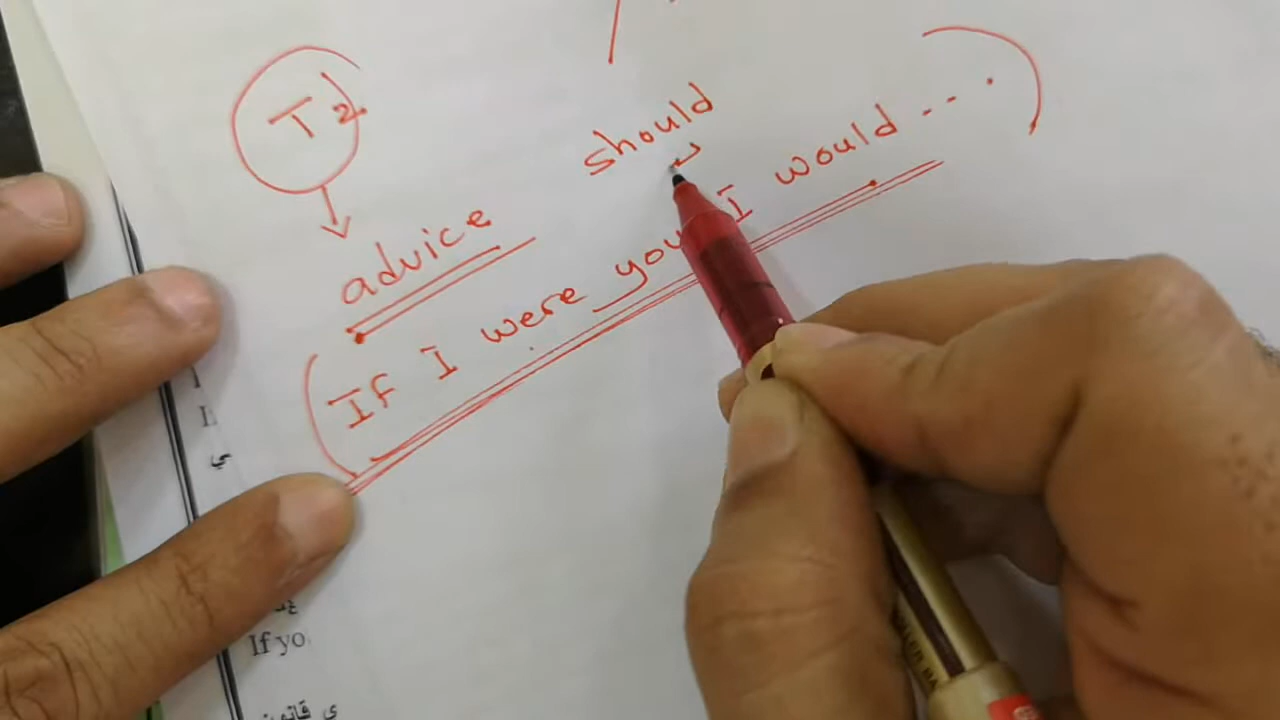 T2
should
advice
If I were you I would ...
If yo